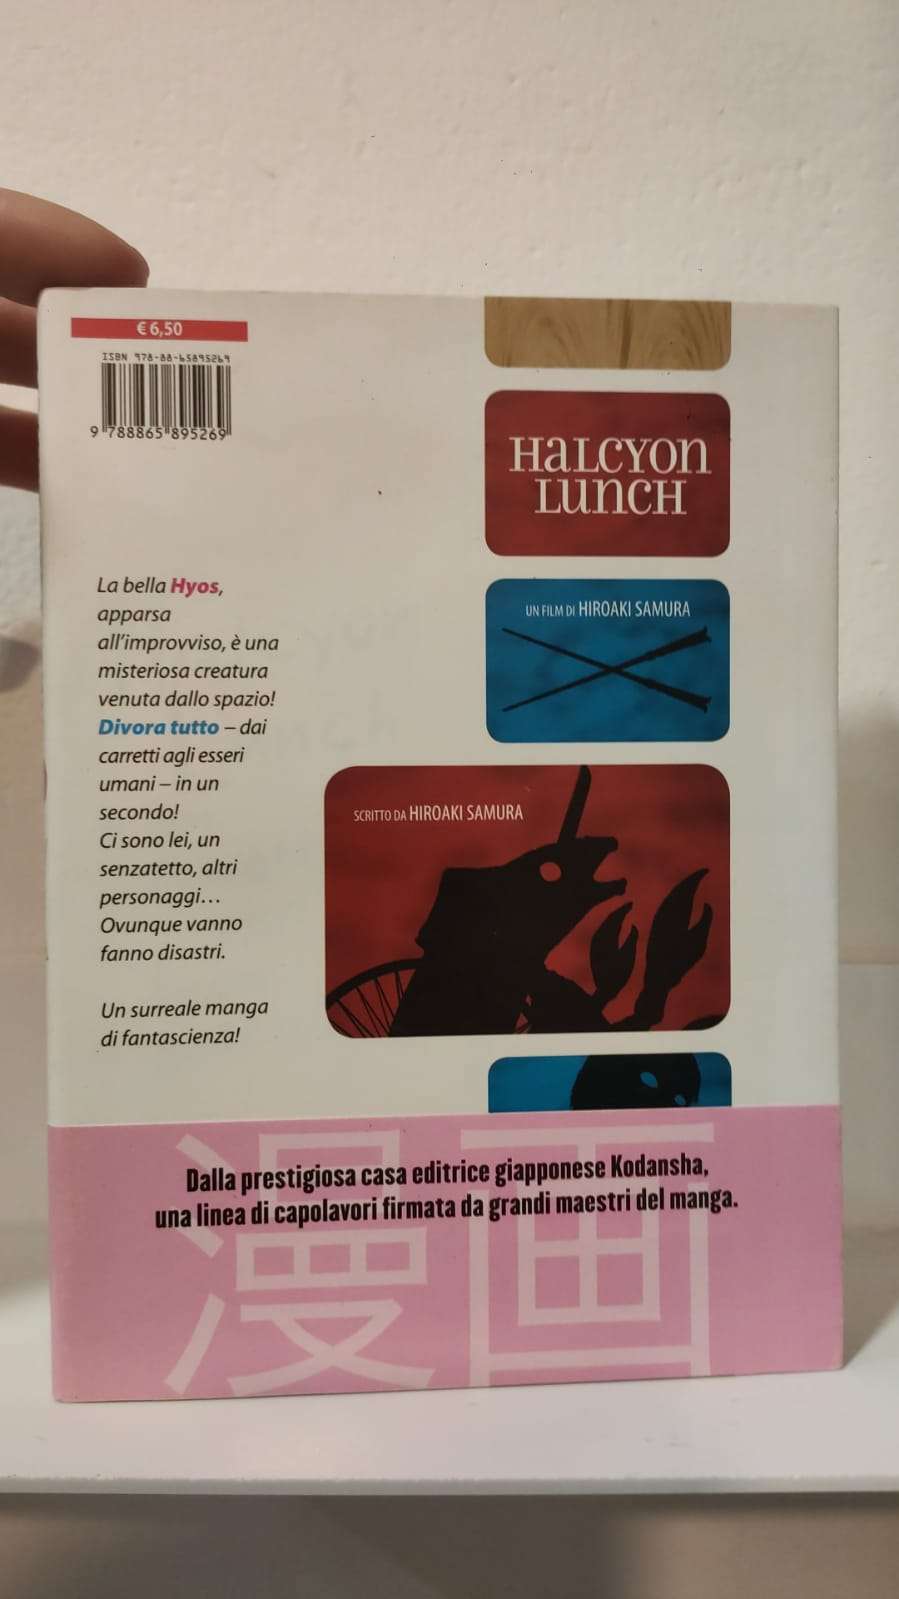 € 6,50
ISBN 978-88-65895269
9 788865 895269
HaLCYon
LUncH
UN FILM DI HIROAKI SAMURA
SCRITTO DA HIROAKI SAMURA
La bella Hyos,
apparsa
all'improvviso, è una
misteriosa creatura
venuta dallo spazio!
Divora tutto – dai
carretti agli esseri
umani – in un
secondo!
Ci sono lei, un
senzatetto, altri
personaggi…
Ovunque vanno
fanno disastri.
Un surreale manga
di fantascienza!
漫画
Dalla prestigiosa casa editrice giapponese Kodansha,
una linea di capolavori firmata da grandi maestri del manga.